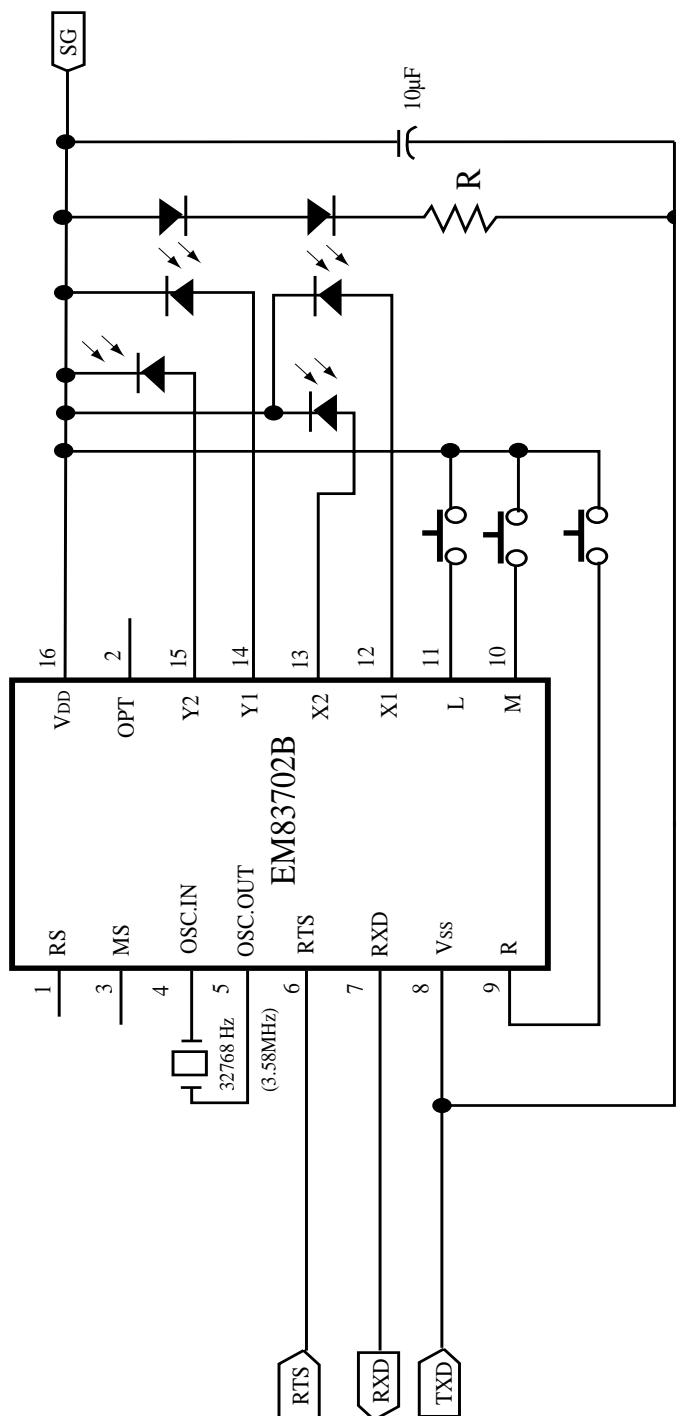 SG
10µF
R
16
2
15
14
13
12
11
10
VDD
OPT
Y2
Y1
X2
X1
L
M
EM83702B
RS
MS
OSC.IN
OSC.OUT
RTS
RXD
VSS
R
1
3
4
5
6
7
8
9
32768 Hz
(3.58MHz)
RTS
RXD
TXD